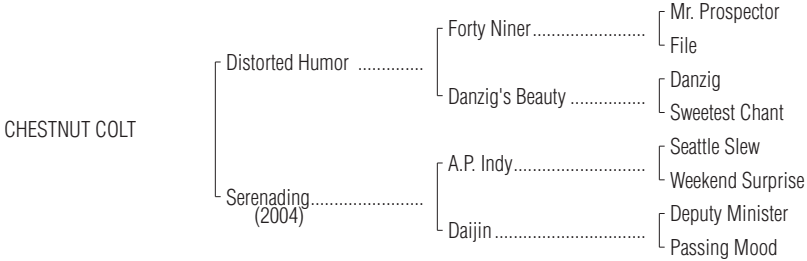 Mr. Prospector
Forty Niner........................
File
Distorted Humor ..............
Danzig
Danzig's Beauty ................
Sweetest Chant
CHESTNUT COLT
Seattle Slew
A.P. Indy............................
Weekend Surprise
Serenading........................
(2004)
Deputy Minister
Daijin ................................
Passing Mood